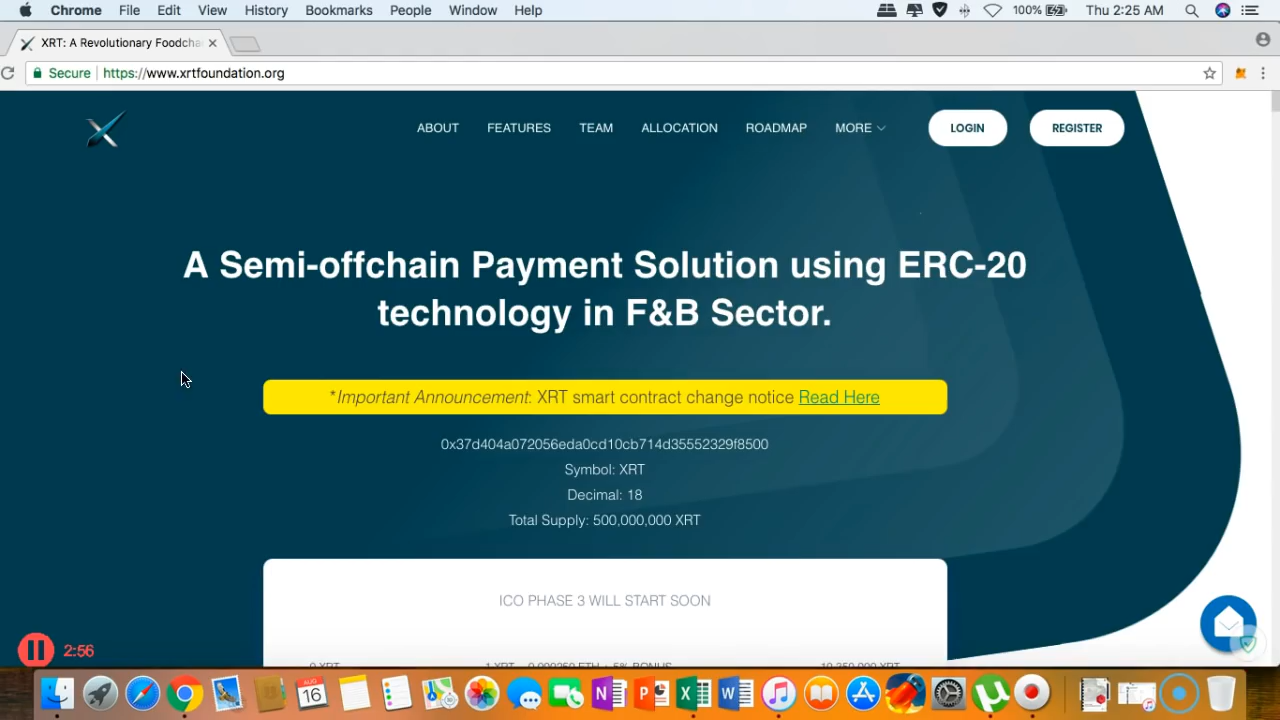 Chrome File Edit View History Bookmarks People Window Help 100% Thu 2:25 AM
XRT: A Revolutionary Foodcha
Secure https://www.xrtfoundation.org
ABOUT FEATURES TEAM ALLOCATION ROADMAP MORE LOGIN REGISTER
A Semi-offchain Payment Solution using ERC-20
technology in F&B Sector.
*Important Announcement: XRT smart contract change notice Read Here
0x37d404a072056eda0cd10cb714d35552329f8500
Symbol: XRT
Decimal: 18
Total Supply: 500,000,000 XRT
ICO PHASE 3 WILL START SOON
2:56
AUG
16